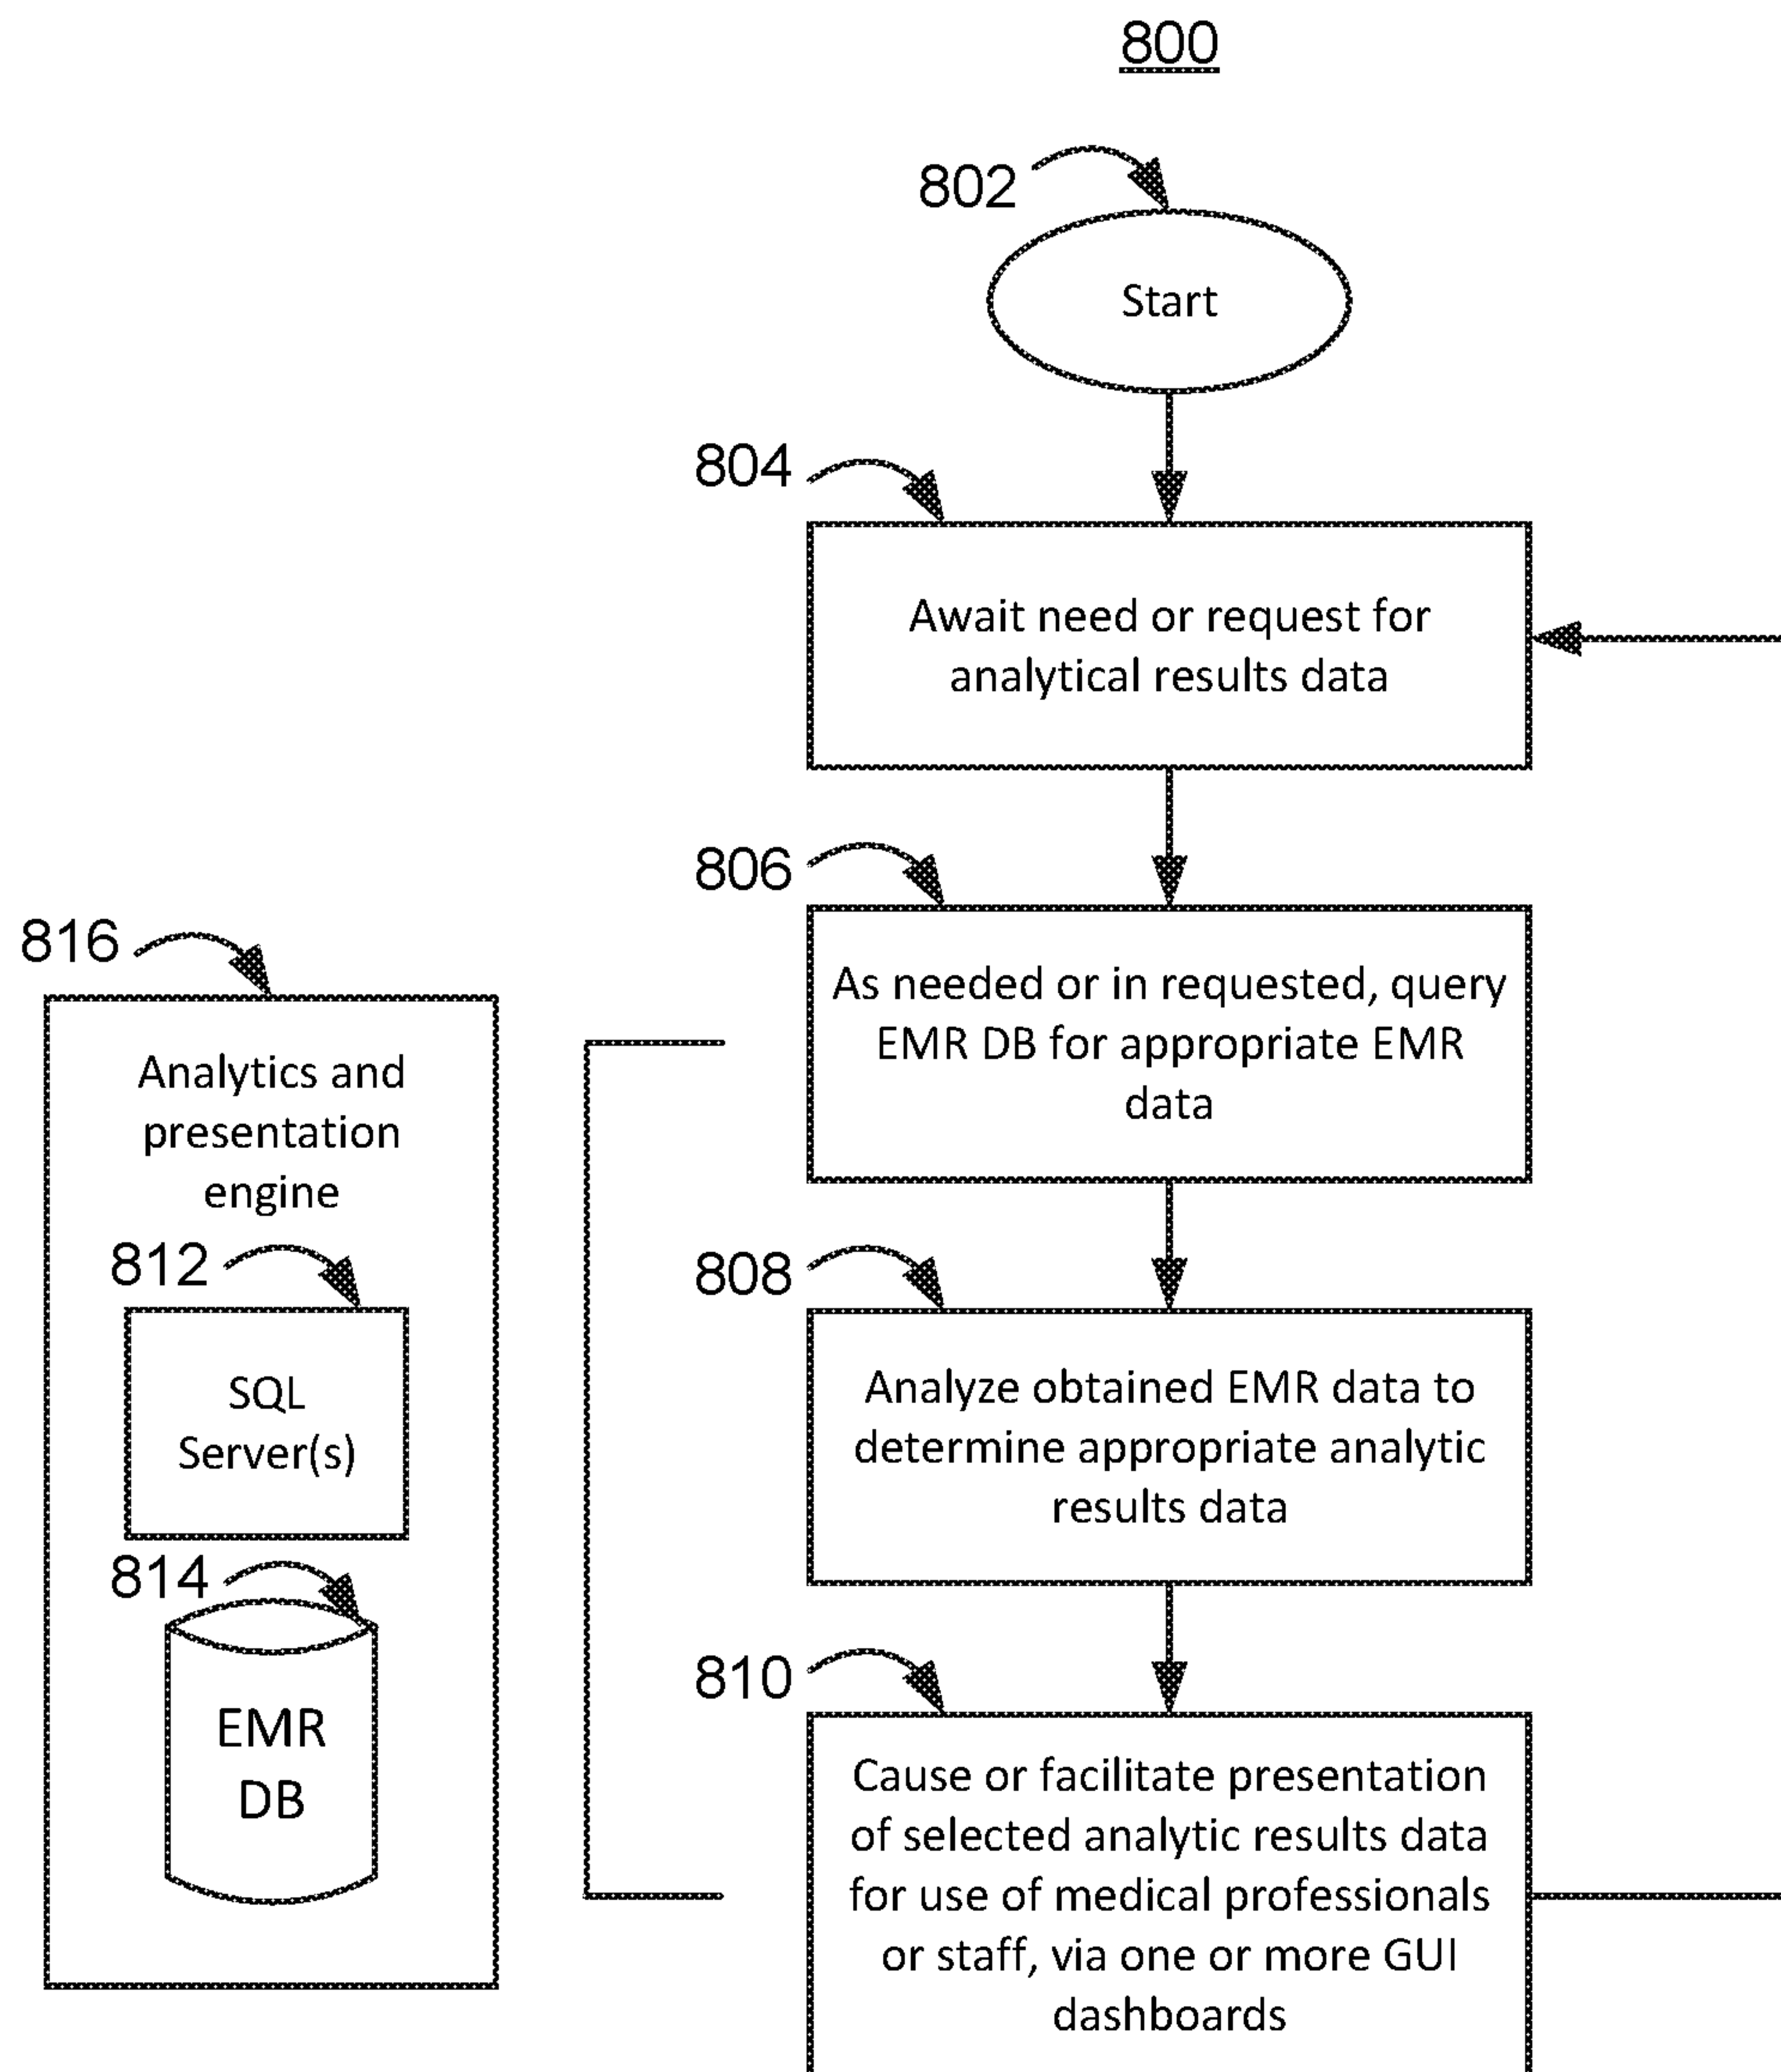 800
802
Start
804
Await need or request for
analytical results data
806
As needed or in requested, query
EMR DB for appropriate EMR
data
816
Analytics and
presentation
engine
812
SQL
Server(s)
814
EMR
DB
808
Analyze obtained EMR data to
determine appropriate analytic
results data
810
Cause or facilitate presentation
of selected analytic results data
for use of medical professionals
or staff, via one or more GUI
dashboards